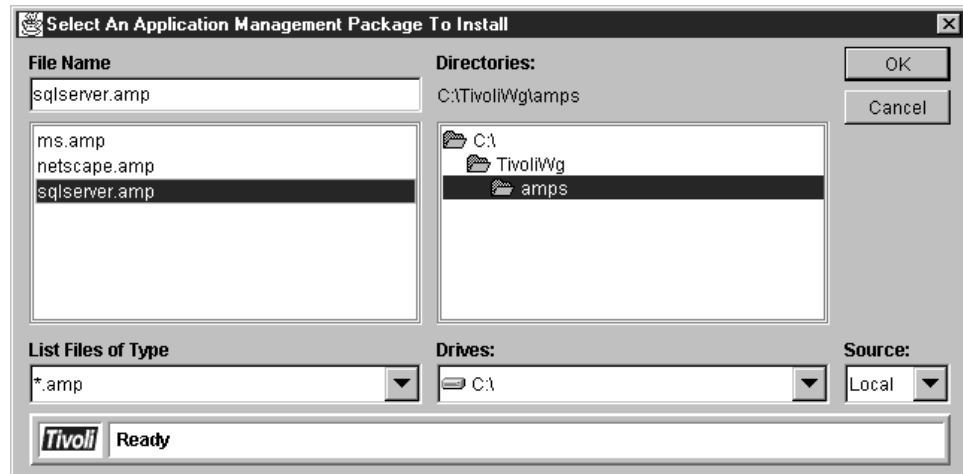 Select An Application Management Package To Install
File Name
sqlserver.amp
ms.amp
netscape.amp
sqlserver.amp
List Files of Type
*.amp
Directories:
C:\TivoliWg\amps
C:\
TivoliWg
amps
Drives:
C:\
OK
Cancel
Source:
Local
Tivoli Ready